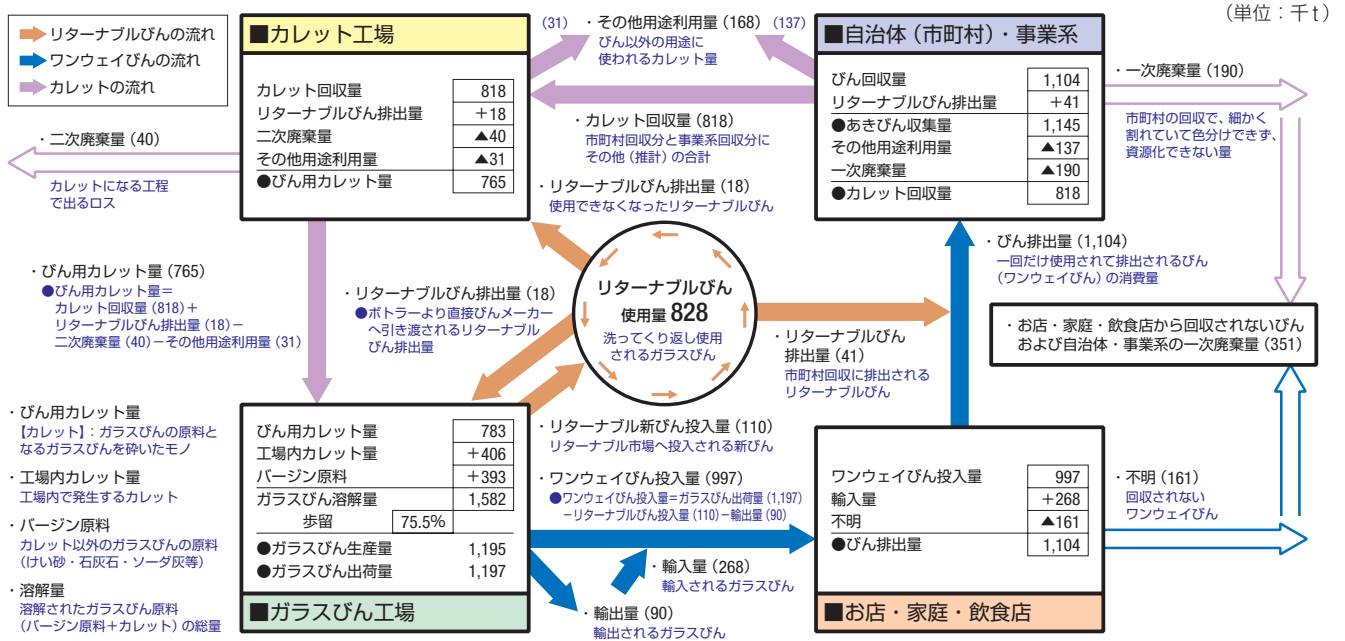 (単位：千t)
リターナブルびんの流れ
ワンウェイびんの流れ
カレットの流れ
■カレット工場
カレット回収量 818
リターナブルびん排出量 +18
二次廃棄量 ▲40
その他用途利用量 ▲31
●びん用カレット量 765
(31) ・その他用途利用量(168) (137)
びん以外の用途に
使われるカレット量
・カレット回収量(818)
市町村回収分と事業系回収分に
その他(推計)の合計
■自治体(市町村)・事業系
びん回収量 1,104
リターナブルびん排出量 +41
●あきびん収集量 1,145
その他用途利用量 ▲137
一次廃棄量 ▲190
●カレット回収量 818
・一次廃棄量(190)
市町村の回収で、細かく
割れていて色分けできず、
資源化できない量
・二次廃棄量(40)
カレットになる工程
で出るロス
・リターナブルびん排出量(18)
使用できなくなったリターナブルびん
・びん用カレット量(765)
●びん用カレット量＝
カレット回収量(818)＋
リターナブルびん排出量(18)－
二次廃棄量(40)－その他用途利用量(31)
・リターナブルびん排出量(18)
●ボトラーより直接びんメーカー
へ引き渡されるリターナブル
びん排出量
リターナブルびん
使用量 828
洗ってくり返し使用
されるガラスびん
・リターナブルびん
排出量(41)
市町村回収に排出される
リターナブルびん
・びん排出量(1,104)
一回だけ使用されて排出されるびん
(ワンウェイびん)の消費量
・お店・家庭・飲食店から回収されないびん
および自治体・事業系の一次廃棄量(351)
・びん用カレット量
【カレット】：ガラスびんの原料と
なるガラスびんを砕いたモノ
・工場内カレット量
工場内で発生するカレット
・バージン原料
カレット以外のガラスびんの原料
(けい砂・石灰石・ソーダ灰等)
・溶解量
溶解されたガラスびん原料
(バージン原料＋カレット)の総量
びん用カレット量 783
工場内カレット量 +406
バージン原料 +393
ガラスびん溶解量 1,582
歩留 75.5%
●ガラスびん生産量 1,195
●ガラスびん出荷量 1,197
■ガラスびん工場
・リターナブル新びん投入量(110)
リターナブル市場へ投入される新びん
・ワンウェイびん投入量(997)
●ワンウェイびん投入量＝ガラスびん出荷量(1,197)
－リターナブルびん投入量(110)－輸出量(90)
・輸入量(268)
輸入されるガラスびん
・輸出量(90)
輸出されるガラスびん
ワンウェイびん投入量 997
輸入量 +268
不明 ▲161
●びん排出量 1,104
■お店・家庭・飲食店
・不明(161)
回収されない
ワンウェイびん